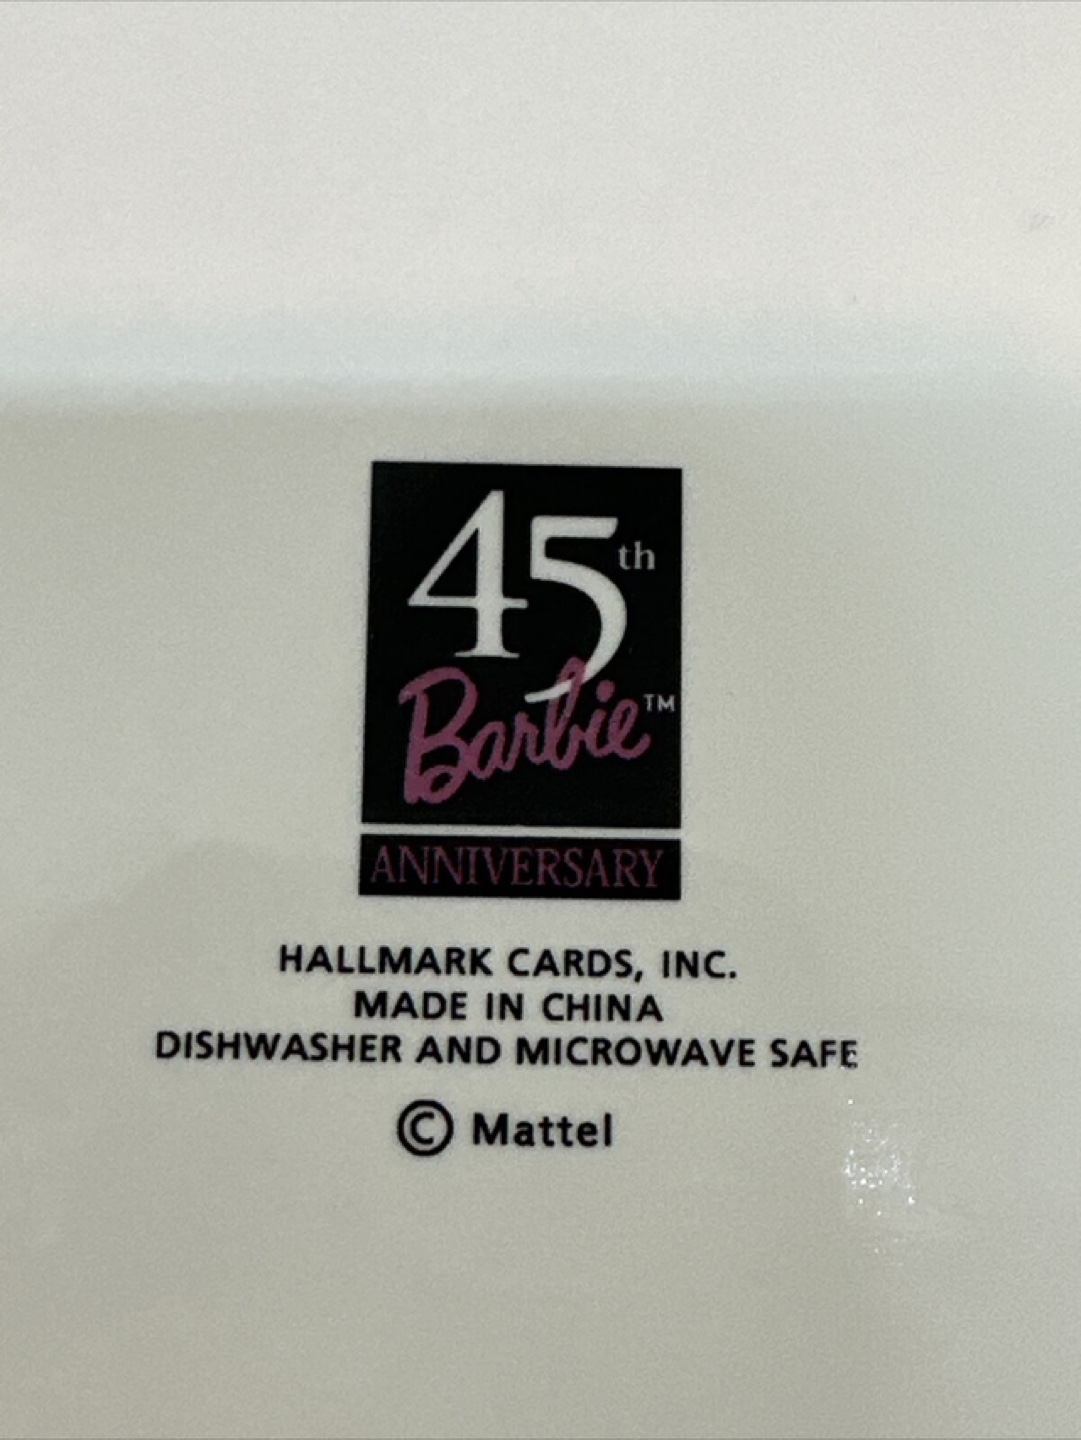 45th
Barbie™
ANNIVERSARY
HALLMARK CARDS, INC.
MADE IN CHINA
DISHWASHER AND MICROWAVE SAFE
© Mattel